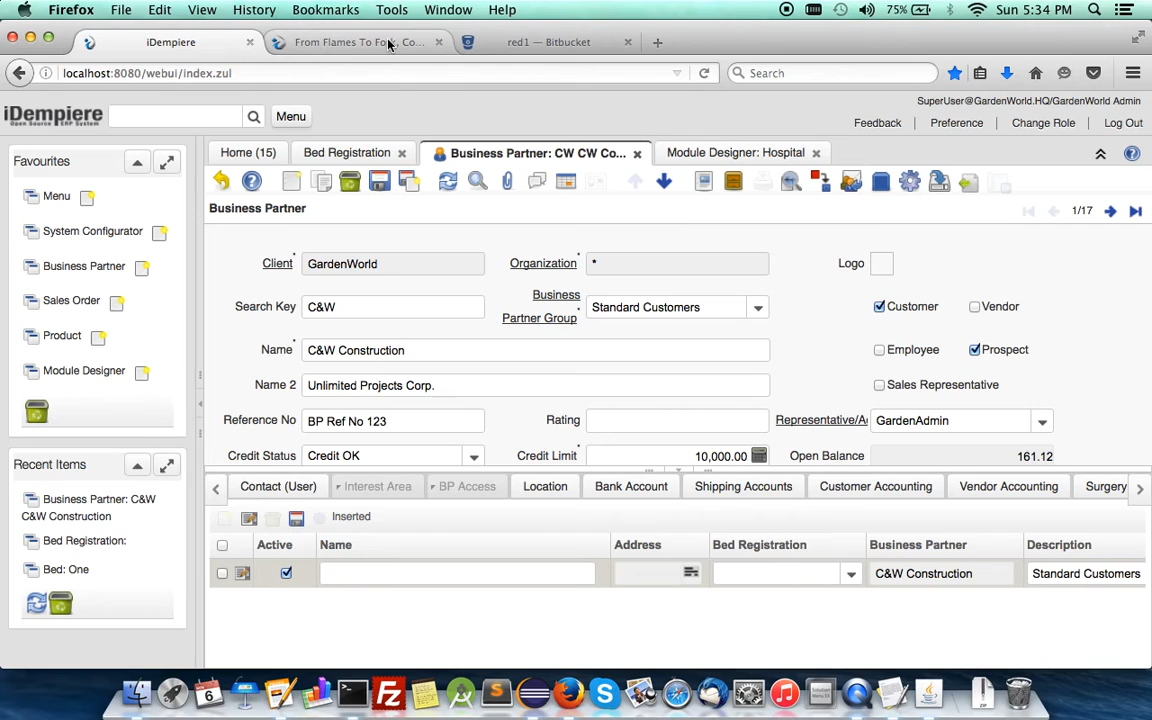 Firefox File Edit View History Bookmarks Tools Window Help 75% Sun 5:34 PM
iDempiere From Flames To Fo Co... red1 — Bitbucket
localhost:8080/webui/index.zul Search
SuperUser@GardenWorld.HQ/GardenWorld Admin
iDempiere Menu
Open Source ERP System
Feedback Preference Change Role Log Out
Favourites
Menu
System Configurator
Business Partner
Sales Order
Product
Module Designer
Recent Items
Business Partner: C&W
C&W Construction
Bed Registration:
Bed: One
Home (15) Bed Registration Business Partner: CW CW Co... Module Designer: Hospital
Business Partner 1/17
Client GardenWorld Organization * Logo
Search Key C&W Business Partner Group Standard Customers Customer Vendor
Name C&W Construction Employee Prospect
Name 2 Unlimited Projects Corp. Sales Representative
Reference No BP Ref No 123 Rating Representative/A GardenAdmin
Credit Status Credit OK Credit Limit 10,000.00 Open Balance 161.12
Contact (User) Interest Area BP Access Location Bank Account Shipping Accounts Customer Accounting Vendor Accounting Surgery
Inserted
Active Name Address Bed Registration Business Partner Description
C&W Construction Standard Customers
6